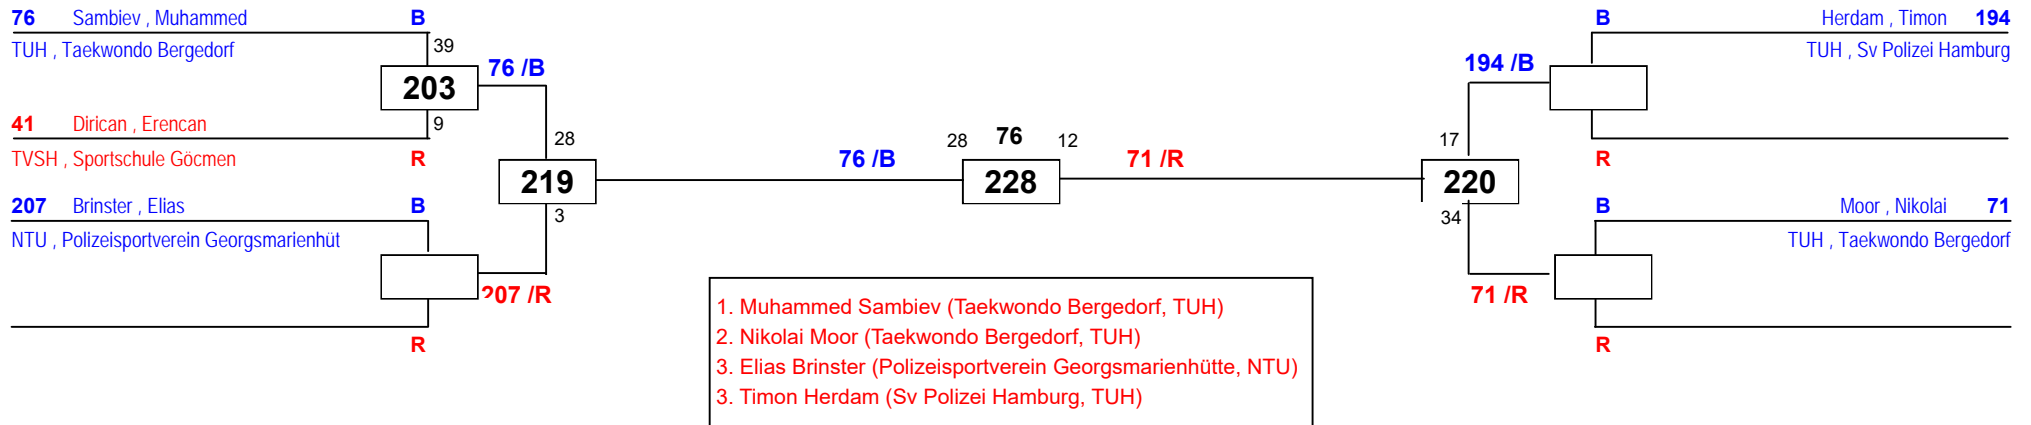 76 Sambiev , Muhammed B
TUH , Taekwondo Bergedorf
39
203
76 /B
9
41 Dirican , Erencan
TVSH , Sportschule Göcmen R
28
219
3
207 Brinster , Elias B
NTU , Polizeisportverein Georgsmarienhüt
207 /R
R
76 /B
28 76 12
228
71 /R
B Herdam , Timon 194
TUH , Sv Polizei Hamburg
194 /B
R
17
220
34
B Moor , Nikolai 71
TUH , Taekwondo Bergedorf
71 /R
R
1. Muhammed Sambiev (Taekwondo Bergedorf, TUH)
2. Nikolai Moor (Taekwondo Bergedorf, TUH)
3. Elias Brinster (Polizeisportverein Georgsmarienhütte, NTU)
3. Timon Herdam (Sv Polizei Hamburg, TUH)